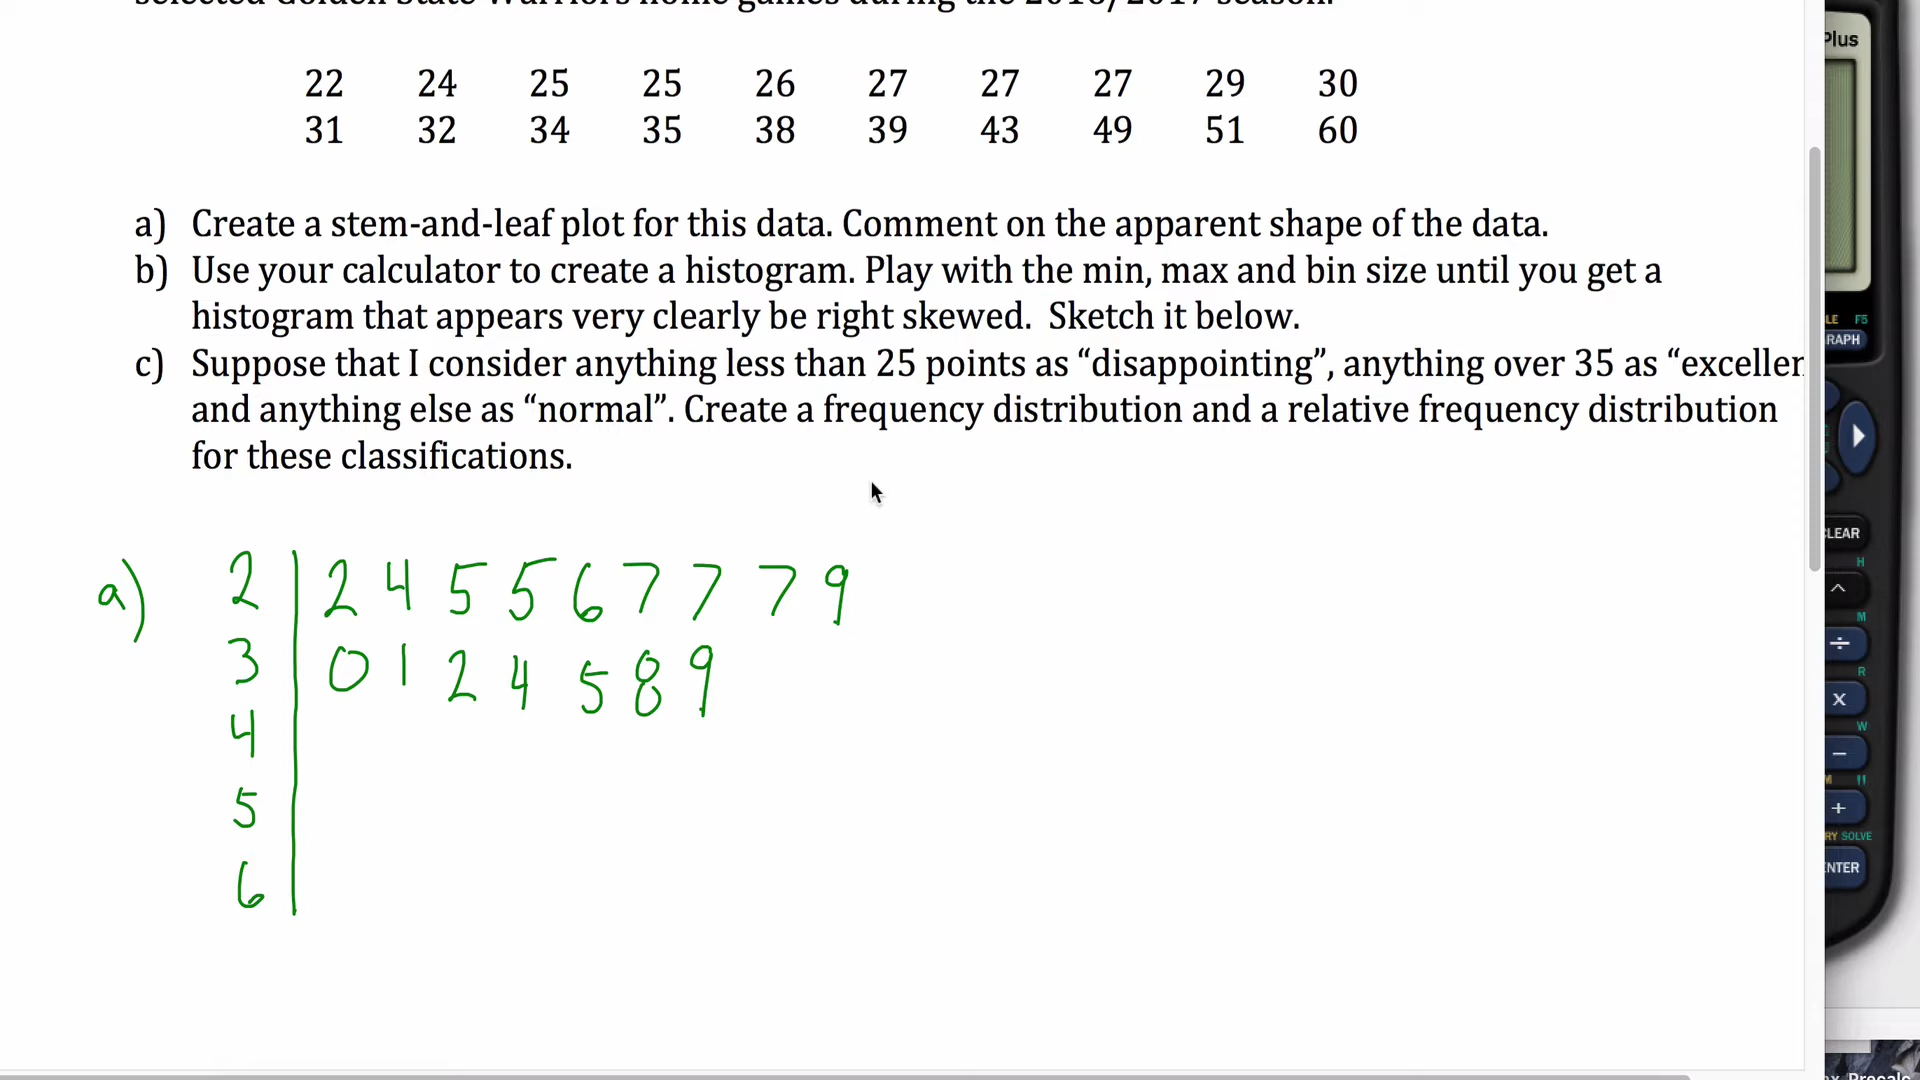 22 24 25 25 26 27 27 27 29 30
31 32 34 35 38 39 43 49 51 60
a) Create a stem-and-leaf plot for this data. Comment on the apparent shape of the data.
b) Use your calculator to create a histogram. Play with the min, max and bin size until you get a
histogram that appears very clearly be right skewed. Sketch it below.
c) Suppose that I consider anything less than 25 points as “disappointing”, anything over 35 as “excellen
and anything else as “normal”. Create a frequency distribution and a relative frequency distribution
for these classifications.
a) 2 | 2 4 5 5 6 7 7 7 9
3 | 0 1 2 4 5 8 9
4
5
6
Plus
LE F5
RAPH
CLEAR
H
^
M
÷
R
x
W
−
M "
+
RY SOLVE
ENTER